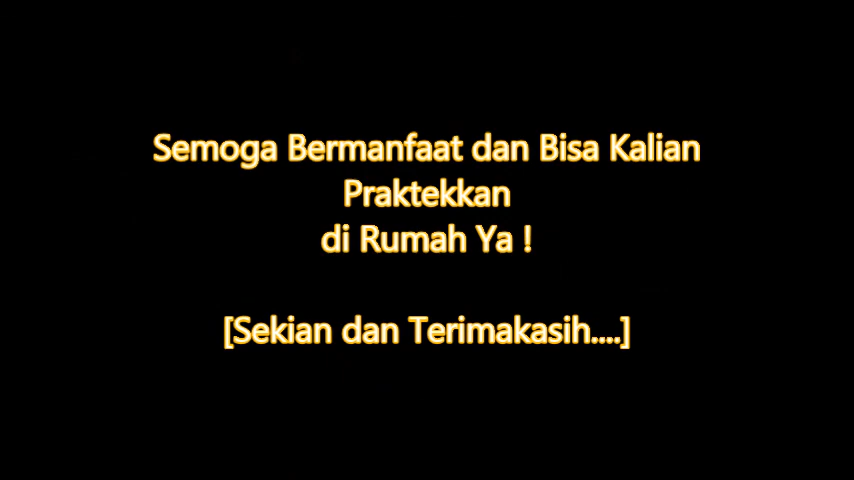 Semoga Bermanfaat dan Bisa Kalian
Praktekkan
di Rumah Ya !
[Sekian dan Terimakasih....]